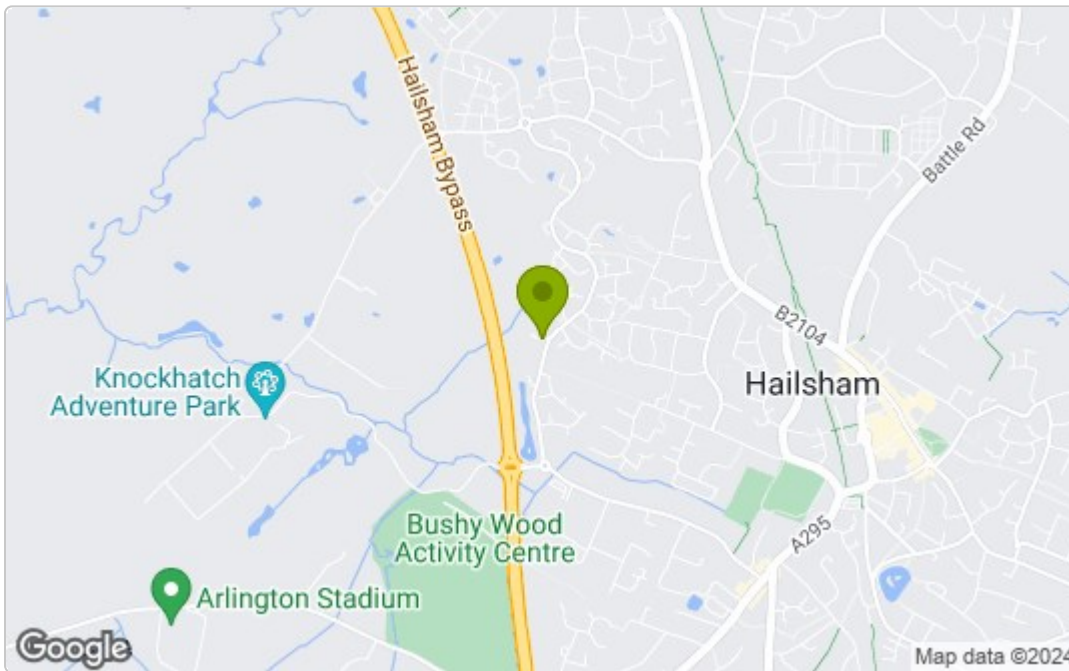 Hailsham Bypass
Battle Rd
B2104
Knockhatch
Adventure Park
Hailsham
Bushy Wood
Activity Centre
A295
Arlington Stadium
Google
Map data ©2024